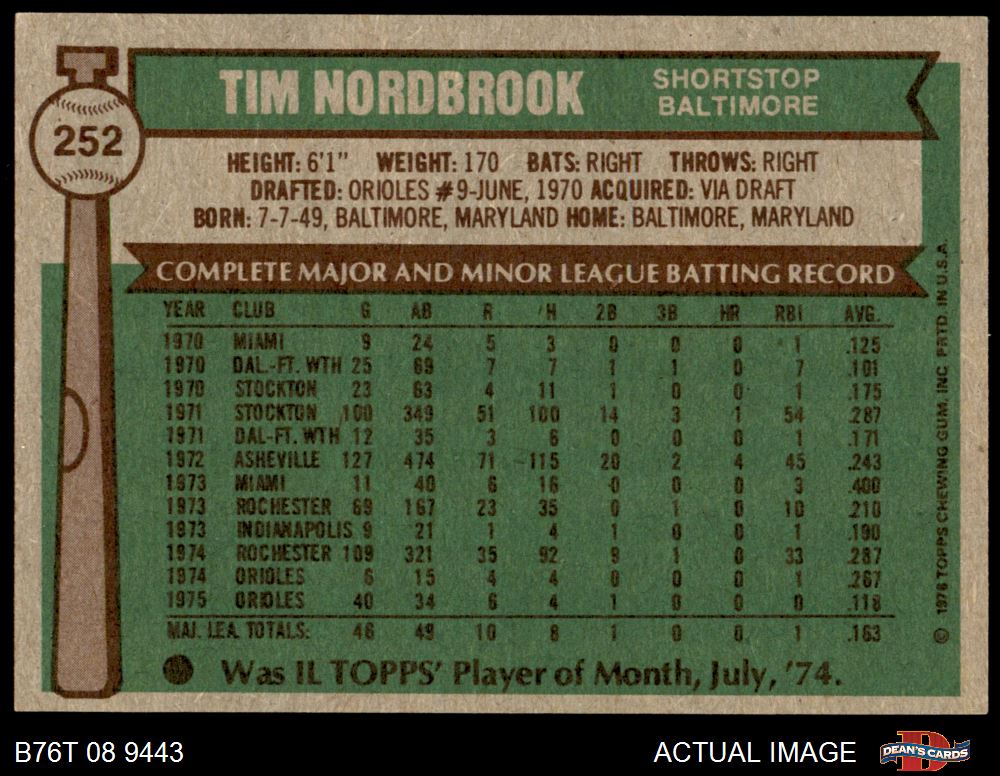 252
TIM NORDBROOK
SHORTSTOP
BALTIMORE
HEIGHT: 6'1" WEIGHT: 170 BATS: RIGHT THROWS: RIGHT
DRAFTED: ORIOLES #9-JUNE, 1970 ACQUIRED: VIA DRAFT
BORN: 7-7-49, BALTIMORE, MARYLAND HOME: BALTIMORE, MARYLAND
COMPLETE MAJOR AND MINOR LEAGUE BATTING RECORD
YEAR CLUB G AB R H 2B 3B HR RBI AVG.
1970 MIAMI 9 24 5 3 0 0 0 1 .125
1970 DAL.-FT. WTH 25 69 7 7 1 1 0 7 .101
1970 STOCKTON 23 63 4 11 1 0 0 1 .175
1971 STOCKTON 100 349 51 100 14 3 1 54 .287
1971 DAL-FT. WTH 12 35 3 6 0 0 0 1 .171
1972 ASHEVILLE 127 474 71 115 20 2 4 45 .243
1973 MIAMI 11 40 6 16 0 0 0 3 .400
1973 ROCHESTER 69 167 23 35 0 1 0 10 .210
1973 INDIANAPOLIS 9 21 1 4 1 0 0 1 .190
1974 ROCHESTER 109 321 35 92 9 1 0 33 .287
1974 ORIOLES 6 15 4 4 0 0 0 1 .267
1975 ORIOLES 40 34 6 4 1 0 0 0 .118
MAJ. LEA. TOTALS: 46 49 10 8 1 0 0 1 .163
Was IL TOPPS' Player of Month, July, '74.
© 1976 TOPPS CHEWING GUM, INC. PRTD. IN U.S.A.
B76T 08 9443
ACTUAL IMAGE
DEAN'S CARDS